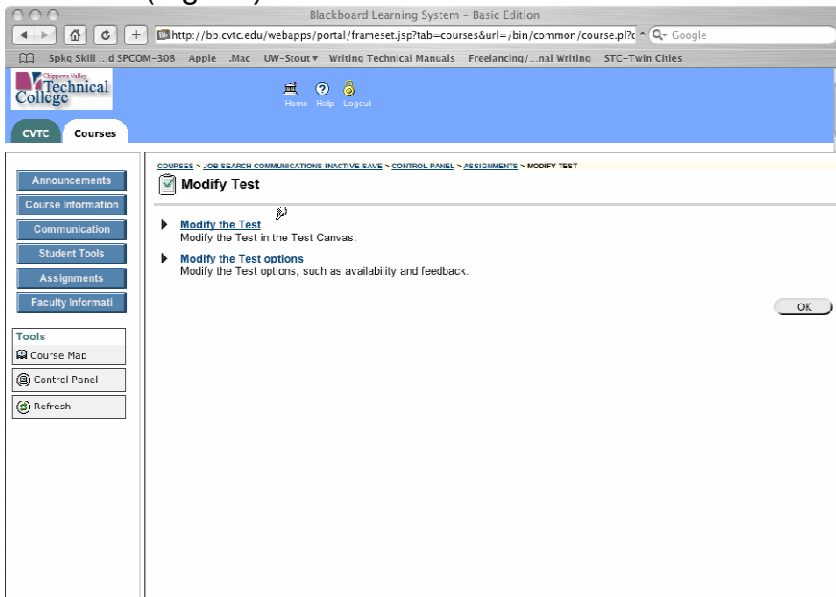 Blackboard Learning System – Basic Edition
http://bb.cvtc.edu/webapps/portal/frameset.jsp?tab=courses&url=/bin/common/course.pl?c
Google
Spkg Skill ...d SPCOM-308 Apple .Mac UW-Stout Writing Technical Manuals Freelancing/...nal Writing STC-Twin Cities
Chippewa Valley
Technical
College
Home Help Logout
CVTC Courses
COURSES > JOB SEARCH COMMUNICATIONS INACTIVE SAVE > CONTROL PANEL > ASSIGNMENTS > MODIFY TEST
Modify Test
Announcements
Course Information
Communication
Student Tools
Assignments
Faculty Informati
Modify the Test
Modify the Test in the Test Canvas.
Modify the Test options
Modify the Test options, such as availability and feedback.
OK
Tools
Course Map
Control Panel
Refresh